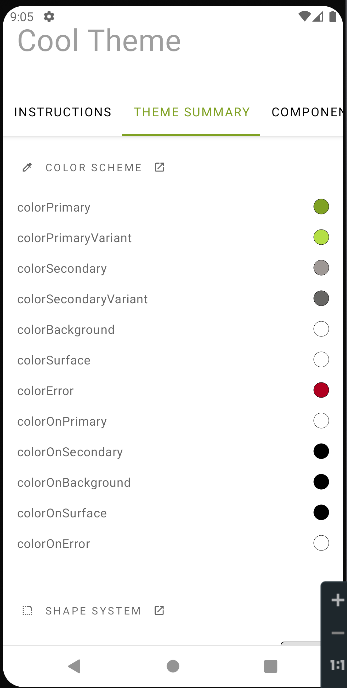 9:05
Cool Theme
INSTRUCTIONS THEME SUMMARY COMPONEN
COLOR SCHEME
colorPrimary
colorPrimaryVariant
colorSecondary
colorSecondaryVariant
colorBackground
colorSurface
colorError
colorOnPrimary
colorOnSecondary
colorOnBackground
colorOnSurface
colorOnError
SHAPE SYSTEM
1:1